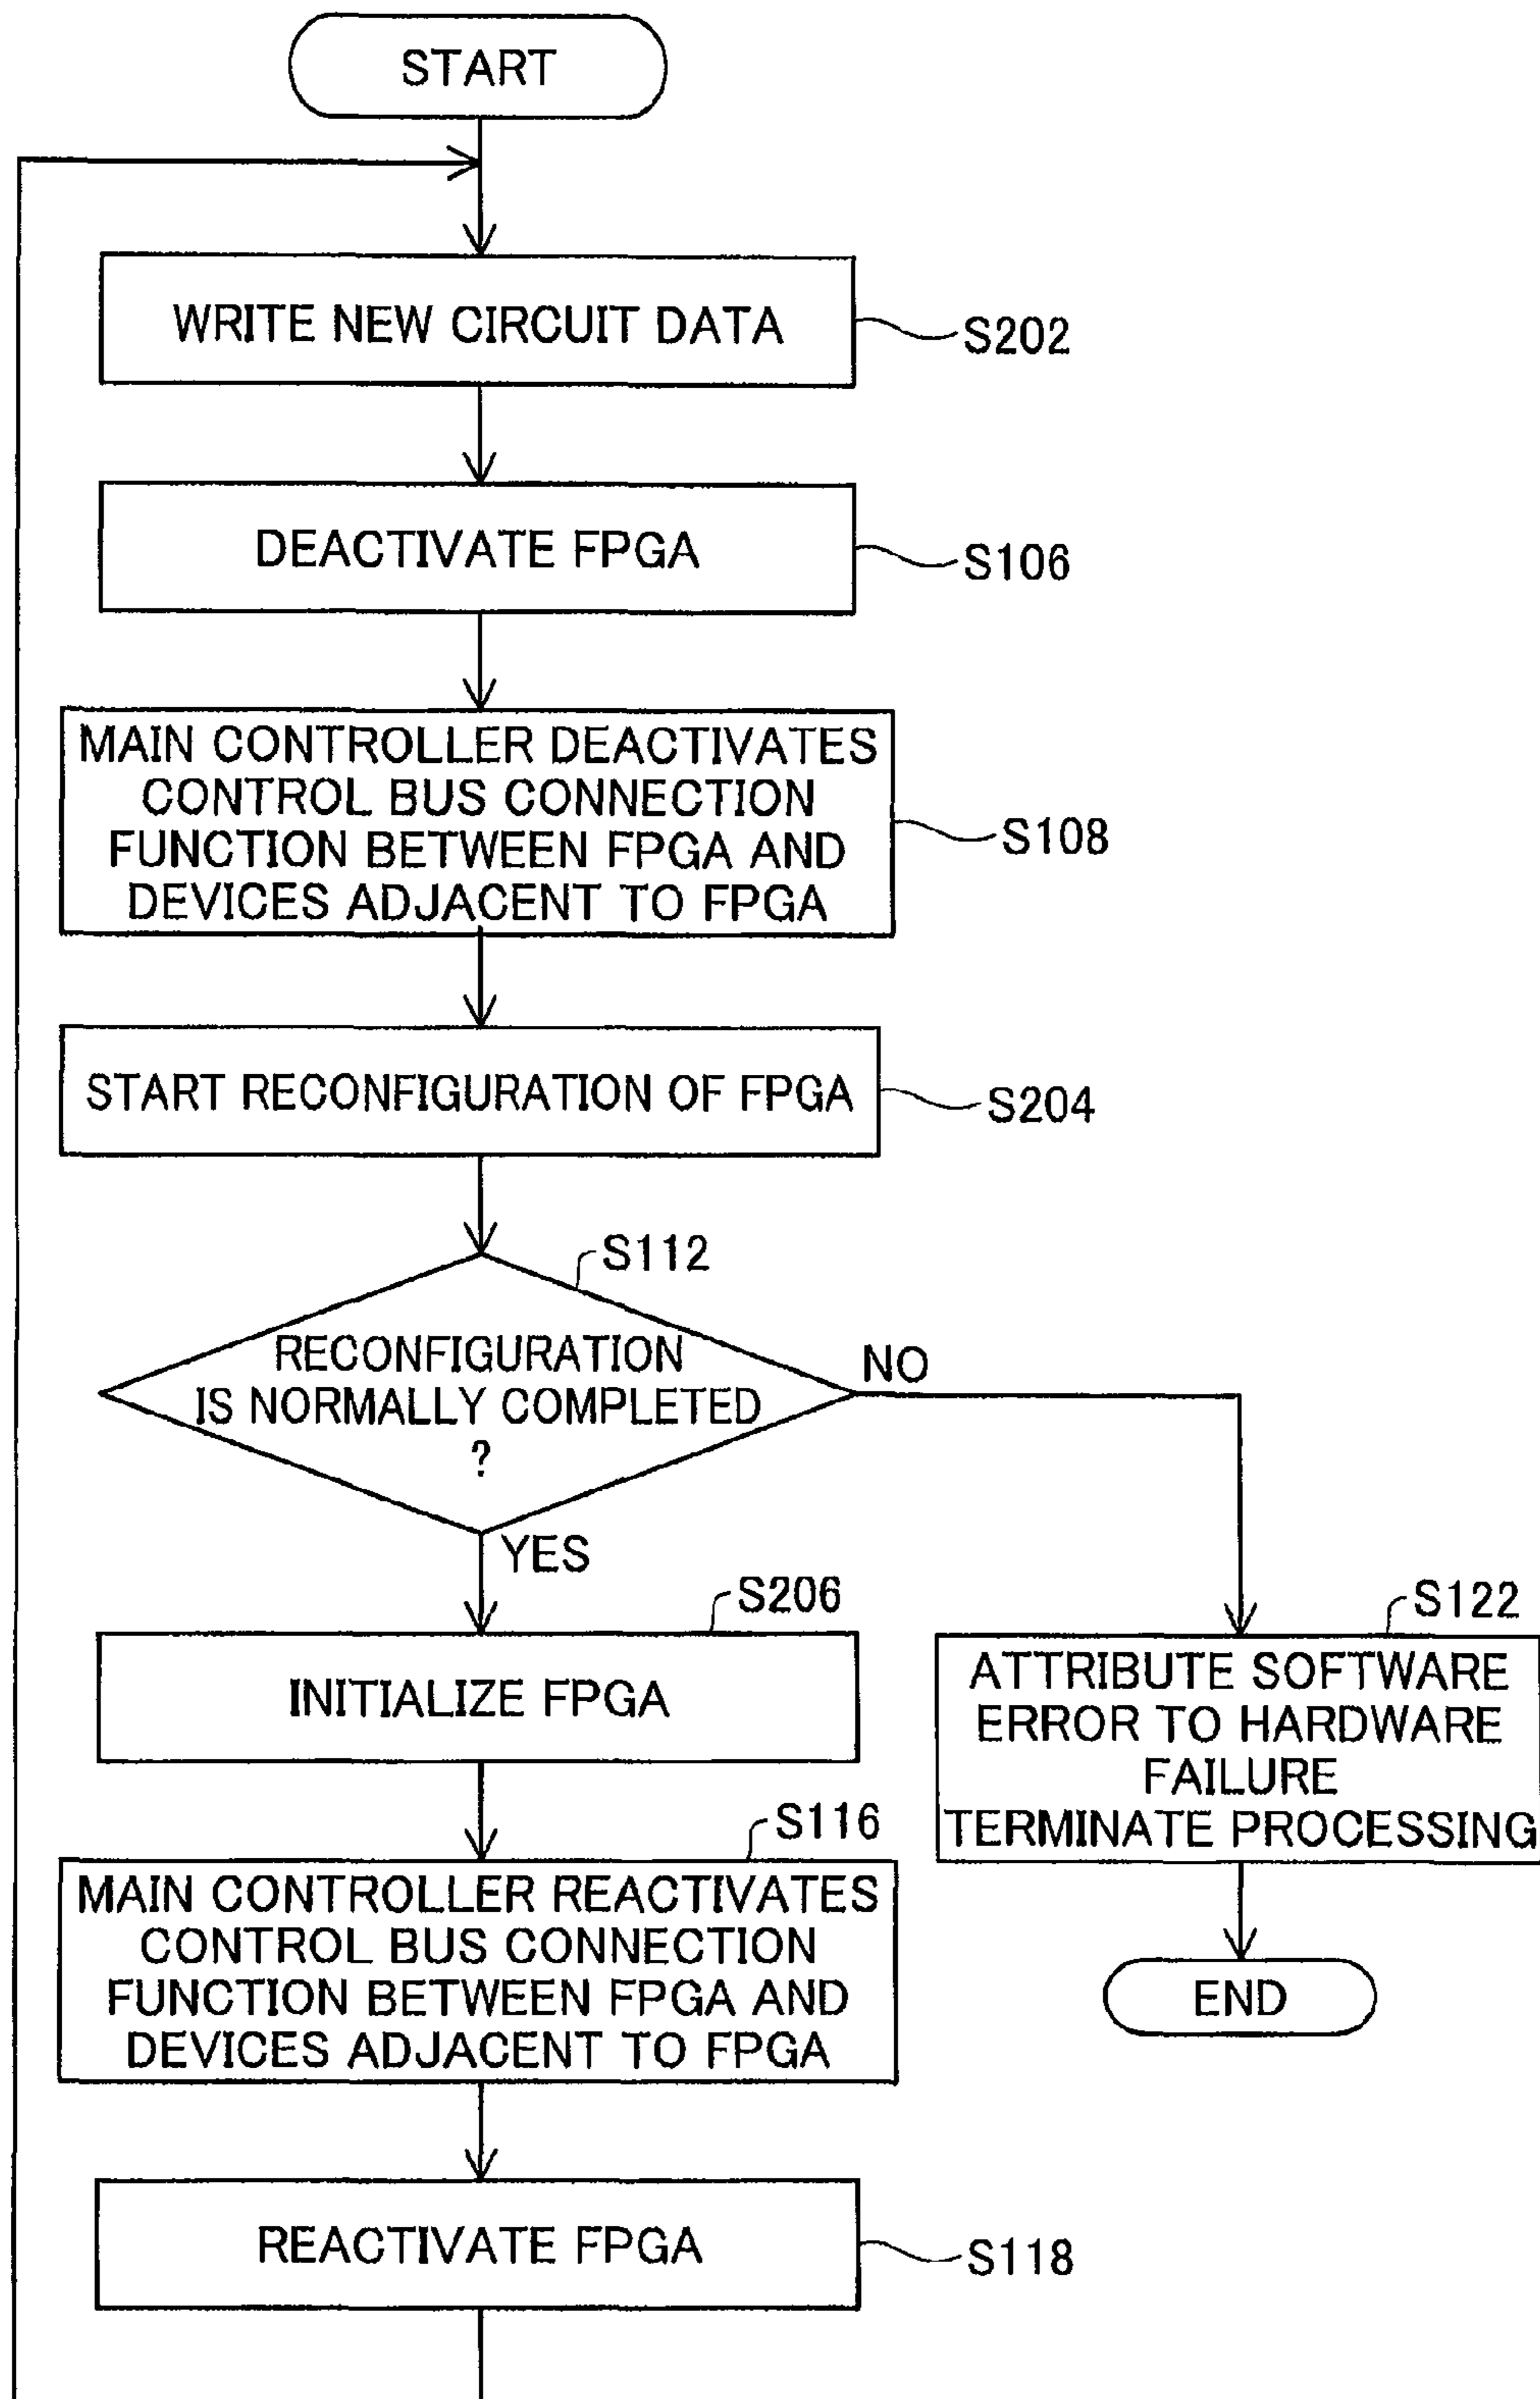 START
WRITE NEW CIRCUIT DATA
S202
DEACTIVATE FPGA
S106
MAIN CONTROLLER DEACTIVATES
CONTROL BUS CONNECTION
FUNCTION BETWEEN FPGA AND
DEVICES ADJACENT TO FPGA
S108
START RECONFIGURATION OF FPGA
S204
S112
RECONFIGURATION
IS NORMALLY COMPLETED
?
NO
YES
S206
INITIALIZE FPGA
S122
ATTRIBUTE SOFTWARE
ERROR TO HARDWARE
FAILURE
TERMINATE PROCESSING
END
S116
MAIN CONTROLLER REACTIVATES
CONTROL BUS CONNECTION
FUNCTION BETWEEN FPGA AND
DEVICES ADJACENT TO FPGA
REACTIVATE FPGA
S118